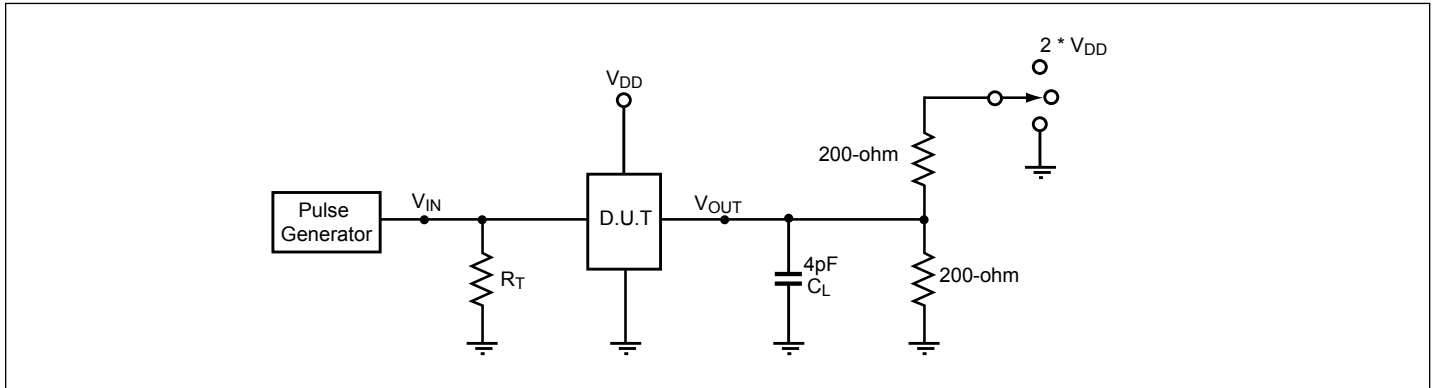 2 * VDD
VDD
200-ohm
Pulse
Generator
VIN
D.U.T
VOUT
RT
4pF
CL
200-ohm